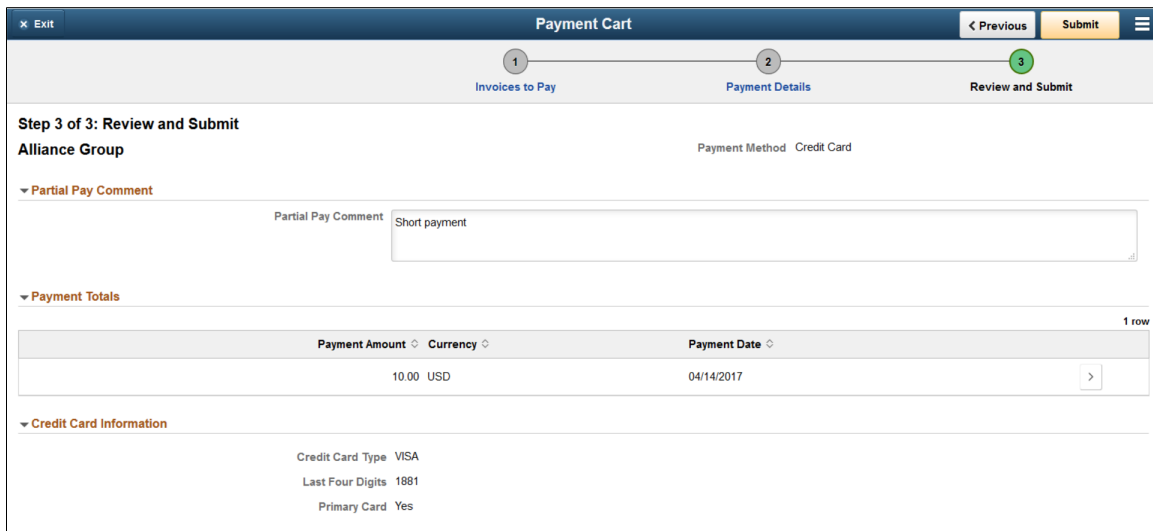 × Exit Payment Cart < Previous Submit
1 2 3
Invoices to Pay Payment Details Review and Submit
Step 3 of 3: Review and Submit
Alliance Group Payment Method Credit Card
Partial Pay Comment
Partial Pay Comment Short payment
Payment Totals
1 row
Payment Amount Currency Payment Date
10.00 USD 04/14/2017 >
Credit Card Information
Credit Card Type VISA
Last Four Digits 1881
Primary Card Yes